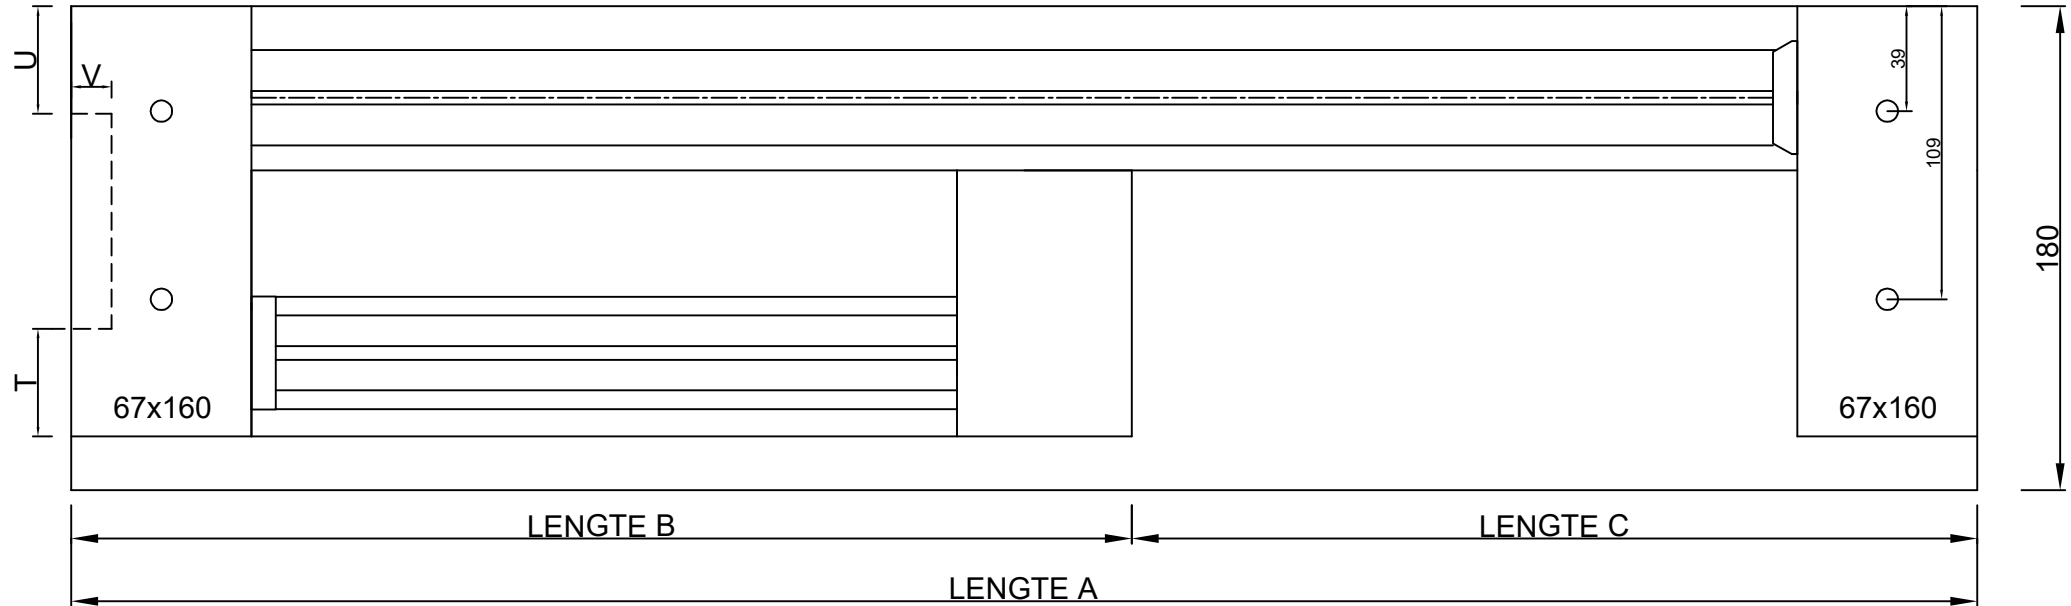 U
V
39
109
180
T
67x160
67x160
LENGTE B
LENGTE C
LENGTE A